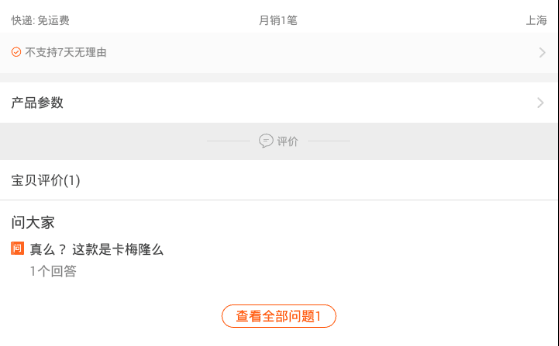 快递: 免运费 月销1笔 上海
不支持7天无理由
产品参数
评价
宝贝评价(1)
问大家
问 真么？这款是卡梅隆么
1个回答
查看全部问题1